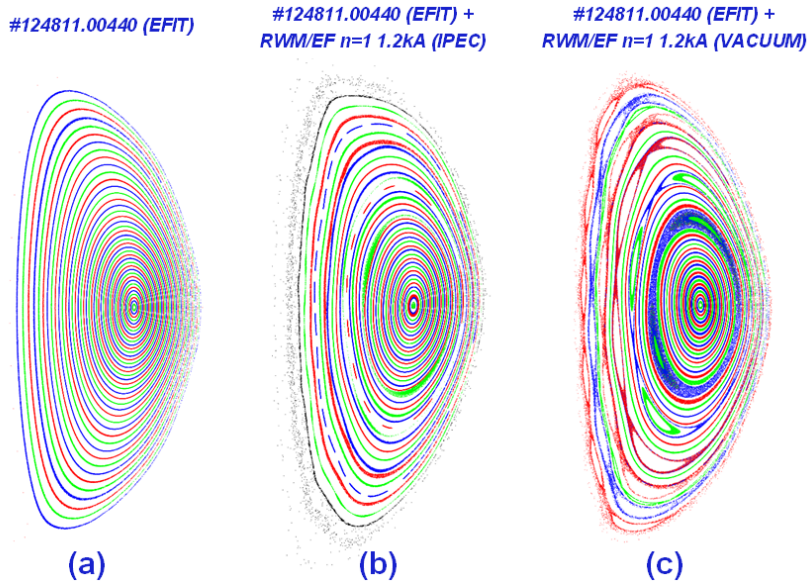 #124811.00440 (EFIT)
#124811.00440 (EFIT) +
RWM/EF n=1 1.2kA (IPEC)
#124811.00440 (EFIT) +
RWM/EF n=1 1.2kA (VACUUM)
(a)
(b)
(c)